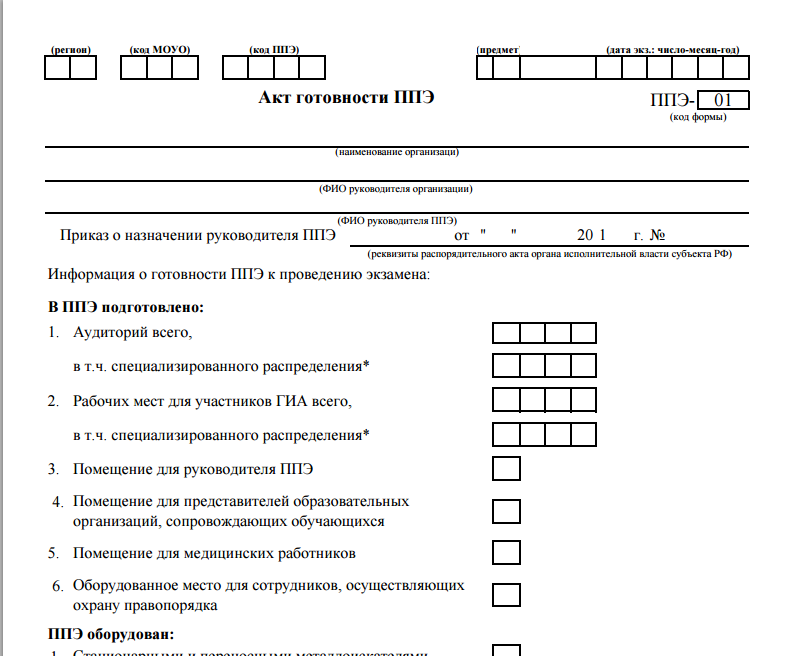 (регион) (код МОУО) (код ППЭ) (предмет (дата экз.: число-месяц-год)
Акт готовности ППЭ
ППЭ- 01
(код формы)
(наименование организаци)
(ФИО руководителя организации)
(ФИО руководителя ППЭ)
Приказ о назначении руководителя ППЭ от " " 20 1 г. №
(реквизиты распорядительного акта органа исполнительной власти субъекта РФ)
Информация о готовности ППЭ к проведению экзамена:
В ППЭ подготовлено:
1. Аудиторий всего,
в т.ч. специализированного распределения*
2. Рабочих мест для участников ГИА всего,
в т.ч. специализированного распределения*
3. Помещение для руководителя ППЭ
4. Помещение для представителей образовательных
организаций, сопровождающих обучающихся
5. Помещение для медицинских работников
6. Оборудованное место для сотрудников, осуществляющих
охрану правопорядка
ППЭ оборудован:
1. Стационарными и переносными металлоискателями